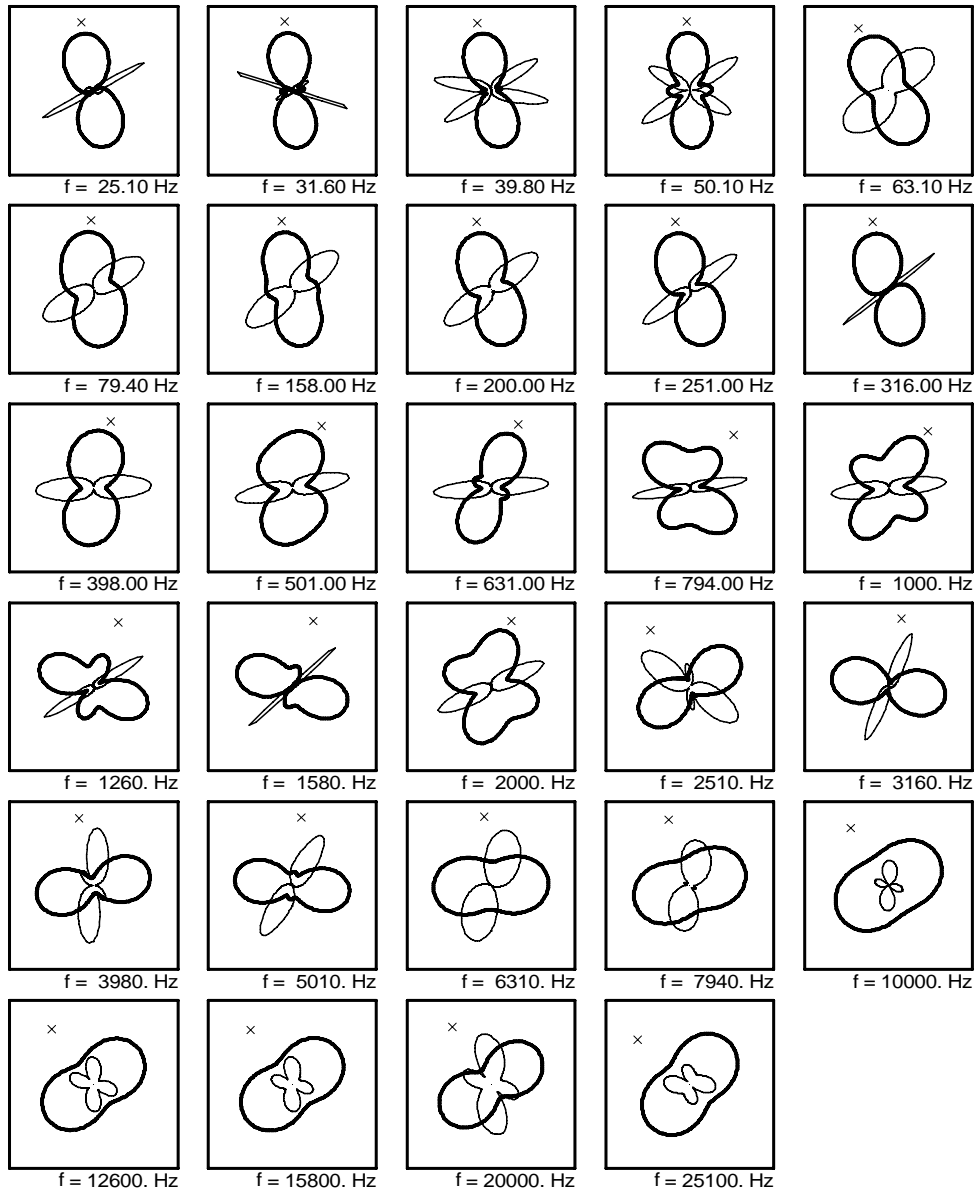 f = 25.10 Hz
f = 31.60 Hz
f = 39.80 Hz
f = 50.10 Hz
f = 63.10 Hz
f = 79.40 Hz
f = 158.00 Hz
f = 200.00 Hz
f = 251.00 Hz
f = 316.00 Hz
f = 398.00 Hz
f = 501.00 Hz
f = 631.00 Hz
f = 794.00 Hz
f = 1000. Hz
f = 1260. Hz
f = 1580. Hz
f = 2000. Hz
f = 2510. Hz
f = 3160. Hz
f = 3980. Hz
f = 5010. Hz
f = 6310. Hz
f = 7940. Hz
f = 10000. Hz
f = 12600. Hz
f = 15800. Hz
f = 20000. Hz
f = 25100. Hz